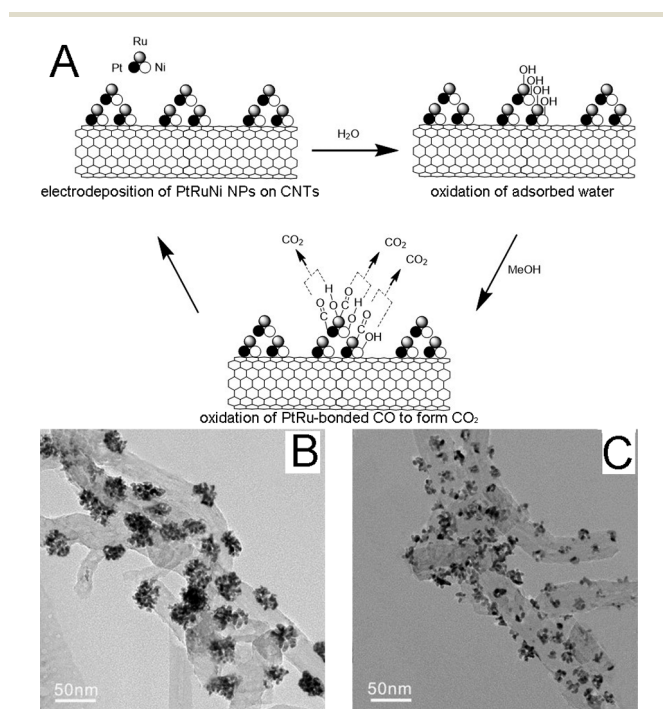 A
Ru
Pt
Ni
electrodeposition of PtRuNi NPs on CNTs
H₂O
OH
OH
OH
OH
oxidation of adsorbed water
MeOH
CO₂
CO₂
CO₂
H
O
O
C
O
C
H
O
O
C
OH
oxidation of PtRu-bonded CO to form CO₂
B
50nm
C
50nm